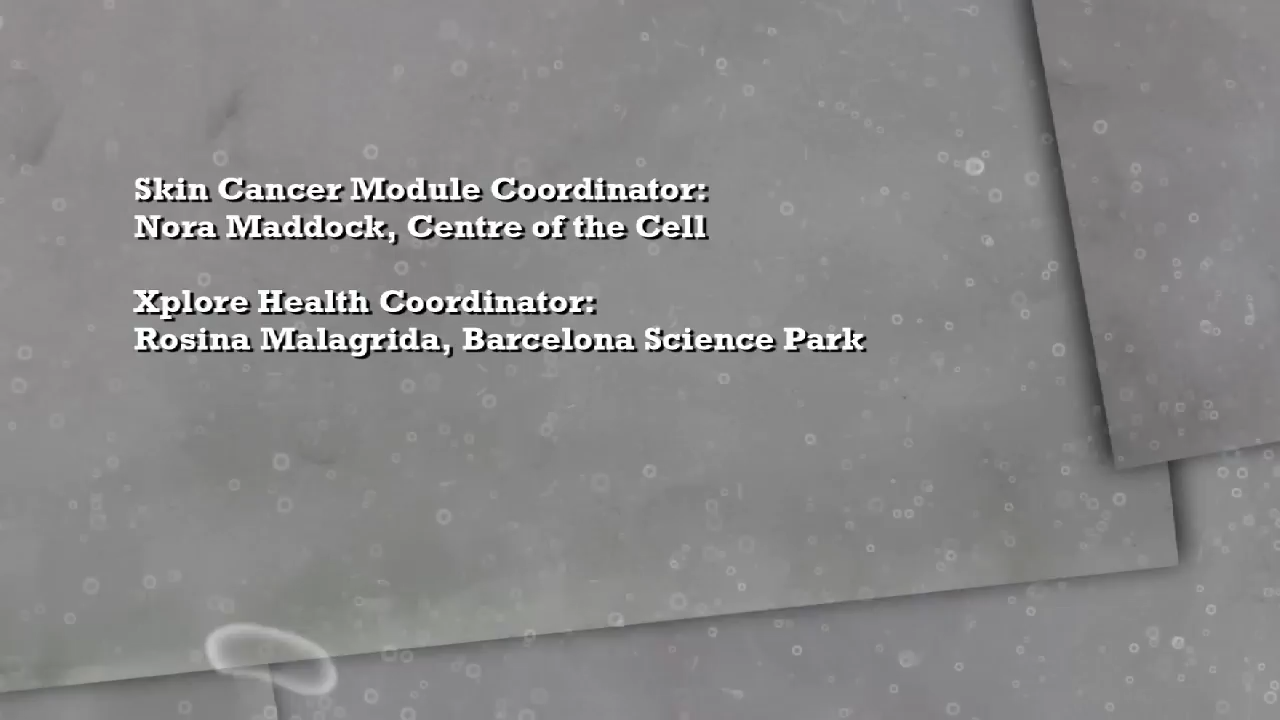 Skin Cancer Module Coordinator:
Nora Maddock, Centre of the Cell
Xplore Health Coordinator:
Rosina Malagrida, Barcelona Science Park